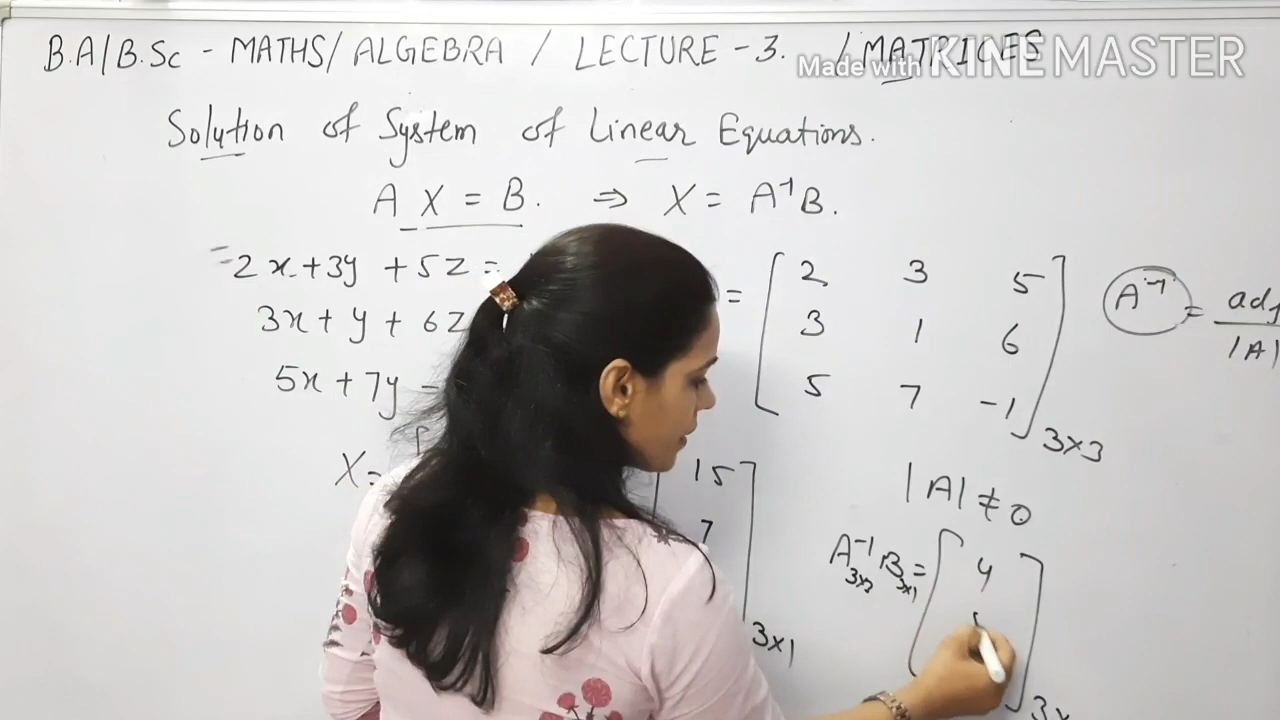 B.A/B.Sc - MATHS/ ALGEBRA / LECTURE - 3. / MATRICES
Made with KINEMASTER
Solution of System of Linear Equations.
A X = B. ⇒ X = A⁻¹B.
2x + 3y + 5z =
3x + y + 6z
5x + 7y -
= [ 2 3 5
3 1 6
5 7 -1 ] 3×3
A⁻¹ = adj
|A|
X =
15
7
3×1
|A| ≠ 0
A⁻¹ B = [ 4
3×3 3×1
3×